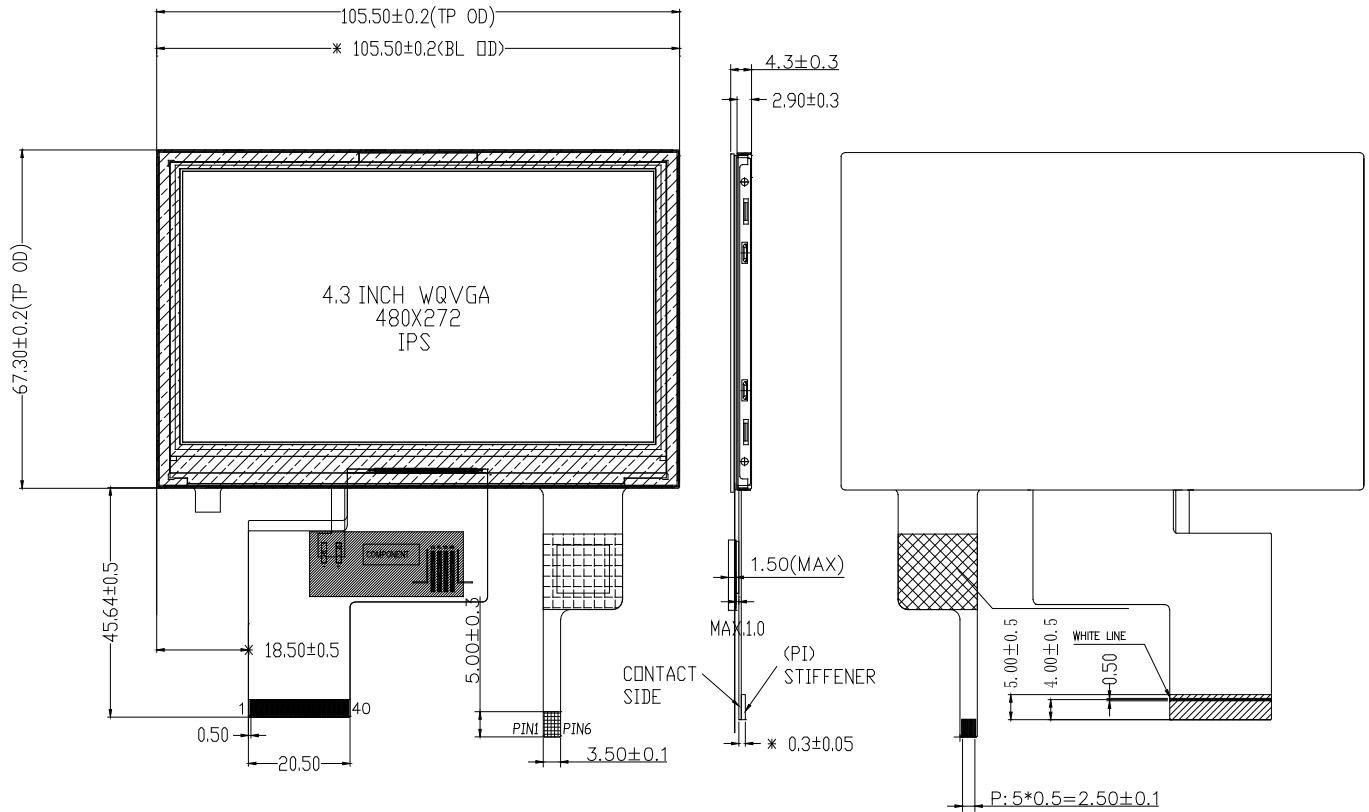 105.50±0.2(TP OD)
* 105.50±0.2(BL OD)
4.3±0.3
2.90±0.3
67.30±0.2(TP OD)
4.3 INCH WQVGA
480X272
IPS
45.64±0.5
COMPONENT
5.00±0.3
1.50(MAX)
MAX1.0
* 18.50±0.5
CONTACT
SIDE
(PI)
STIFFENER
5.00±0.5
4.00±0.5
0.50
WHITE LINE
1
40
0.50
PIN1
PIN6
20.50
3.50±0.1
* 0.3±0.05
P: 5*0.5=2.50±0.1